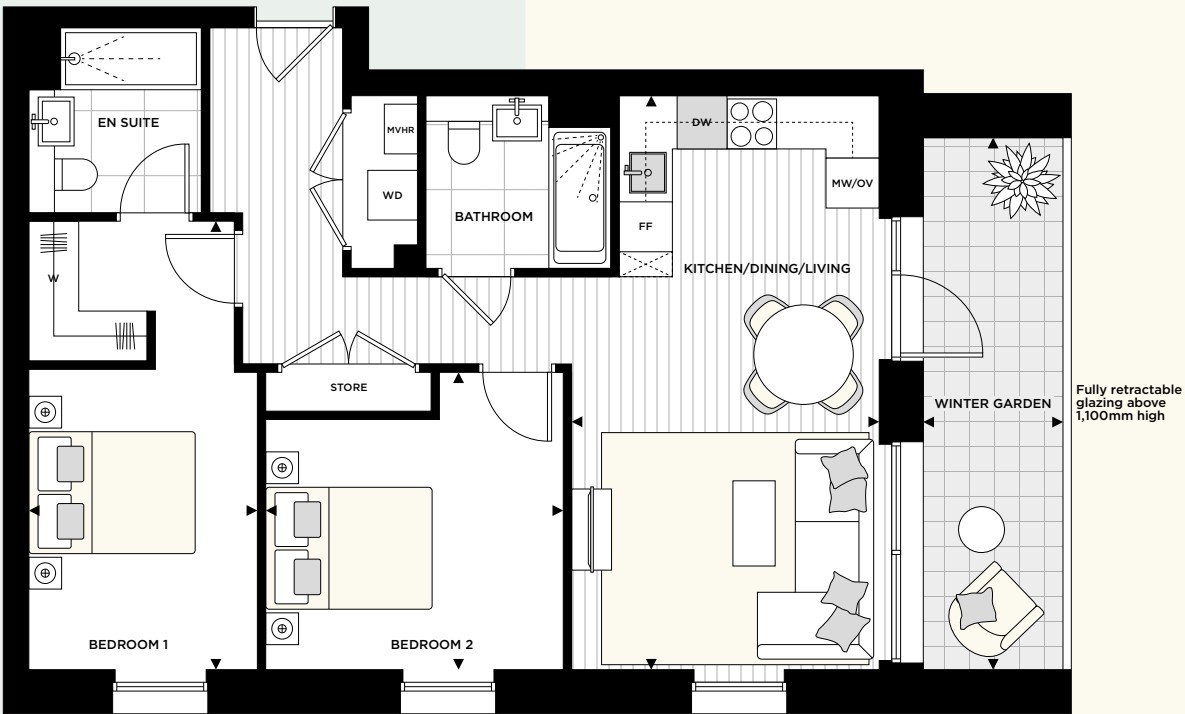 EN SUITE
MVHR
WD
BATHROOM
DW
MW/OV
FF
KITCHEN/DINING/LIVING
W
STORE
WINTER GARDEN
Fully retractable
glazing above
1,100mm high
BEDROOM 1
BEDROOM 2